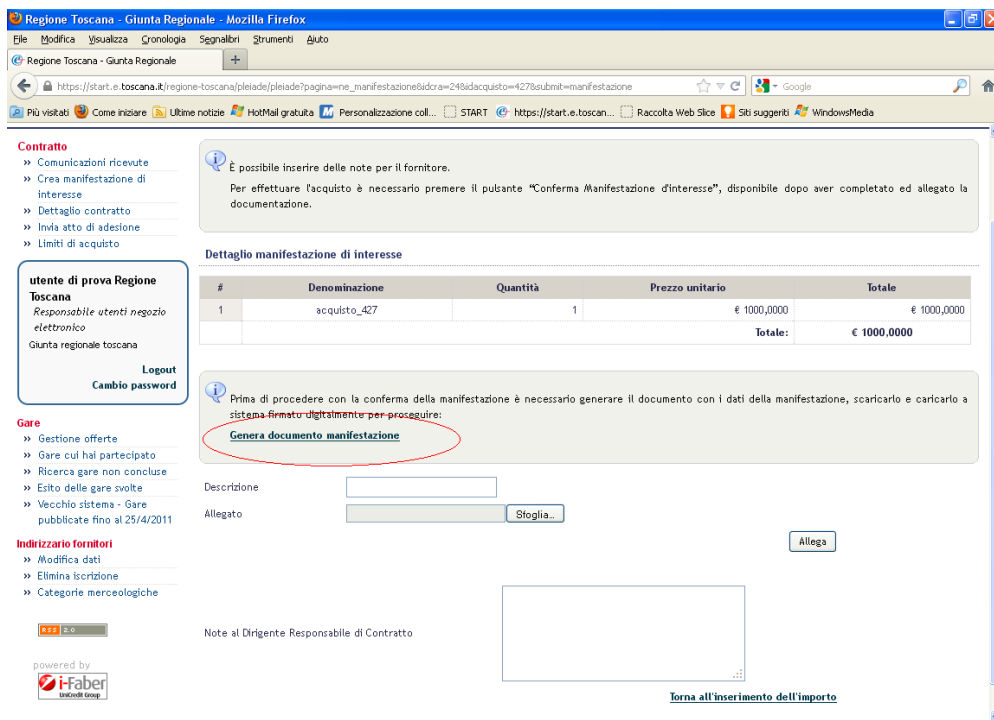 Regione Toscana - Giunta Regionale - Mozilla Firefox
File Modifica Visualizza Cronologia Segnalibri Strumenti Aiuto
Regione Toscana - Giunta Regionale +
https://start.e.toscana.it/regione-toscana/pleiade/pleiade?pagina=ne_manifestazione&idcra=24&idacquisto=427&submit=manifestazione
Google
Più visitati Come iniziare Ultime notizie HotMail gratuita Personalizzazione coll... START https://start.e.toscan... Raccolta Web Slice Siti suggeriti WindowsMedia
Contratto
» Comunicazioni ricevute
» Crea manifestazione di
interesse
» Dettaglio contratto
» Invia atto di adesione
» Limiti di acquisto
utente di prova Regione
Toscana
Responsabile utenti negozio
elettronico
Giunta regionale toscana
Logout
Cambio password
Gare
» Gestione offerte
» Gare cui hai partecipato
» Ricerca gare non concluse
» Esito delle gare svolte
» Vecchio sistema - Gare
pubblicate fino al 25/4/2011
Indirizzario fornitori
» Modifica dati
» Elimina iscrizione
» Categorie merceologiche
RSS 2.0
powered by
i-Faber
UniCredit Group
È possibile inserire delle note per il fornitore.
Per effettuare l'acquisto è necessario premere il pulsante “Conferma Manifestazione d'interesse”, disponibile dopo aver completato ed allegato la
documentazione.
Dettaglio manifestazione di interesse
# Denominazione Quantità Prezzo unitario Totale
1 acquisto_427 1 € 1000,0000 € 1000,0000
Totale: € 1000,0000
Prima di procedere con la conferma della manifestazione è necessario generare il documento con i dati della manifestazione, scaricarlo e caricarlo a
sistema firmato digitalmente per proseguire:
Genera documento manifestazione
Descrizione
Allegato Sfoglia...
Allega
Note al Dirigente Responsabile di Contratto
Torna all'inserimento dell'importo